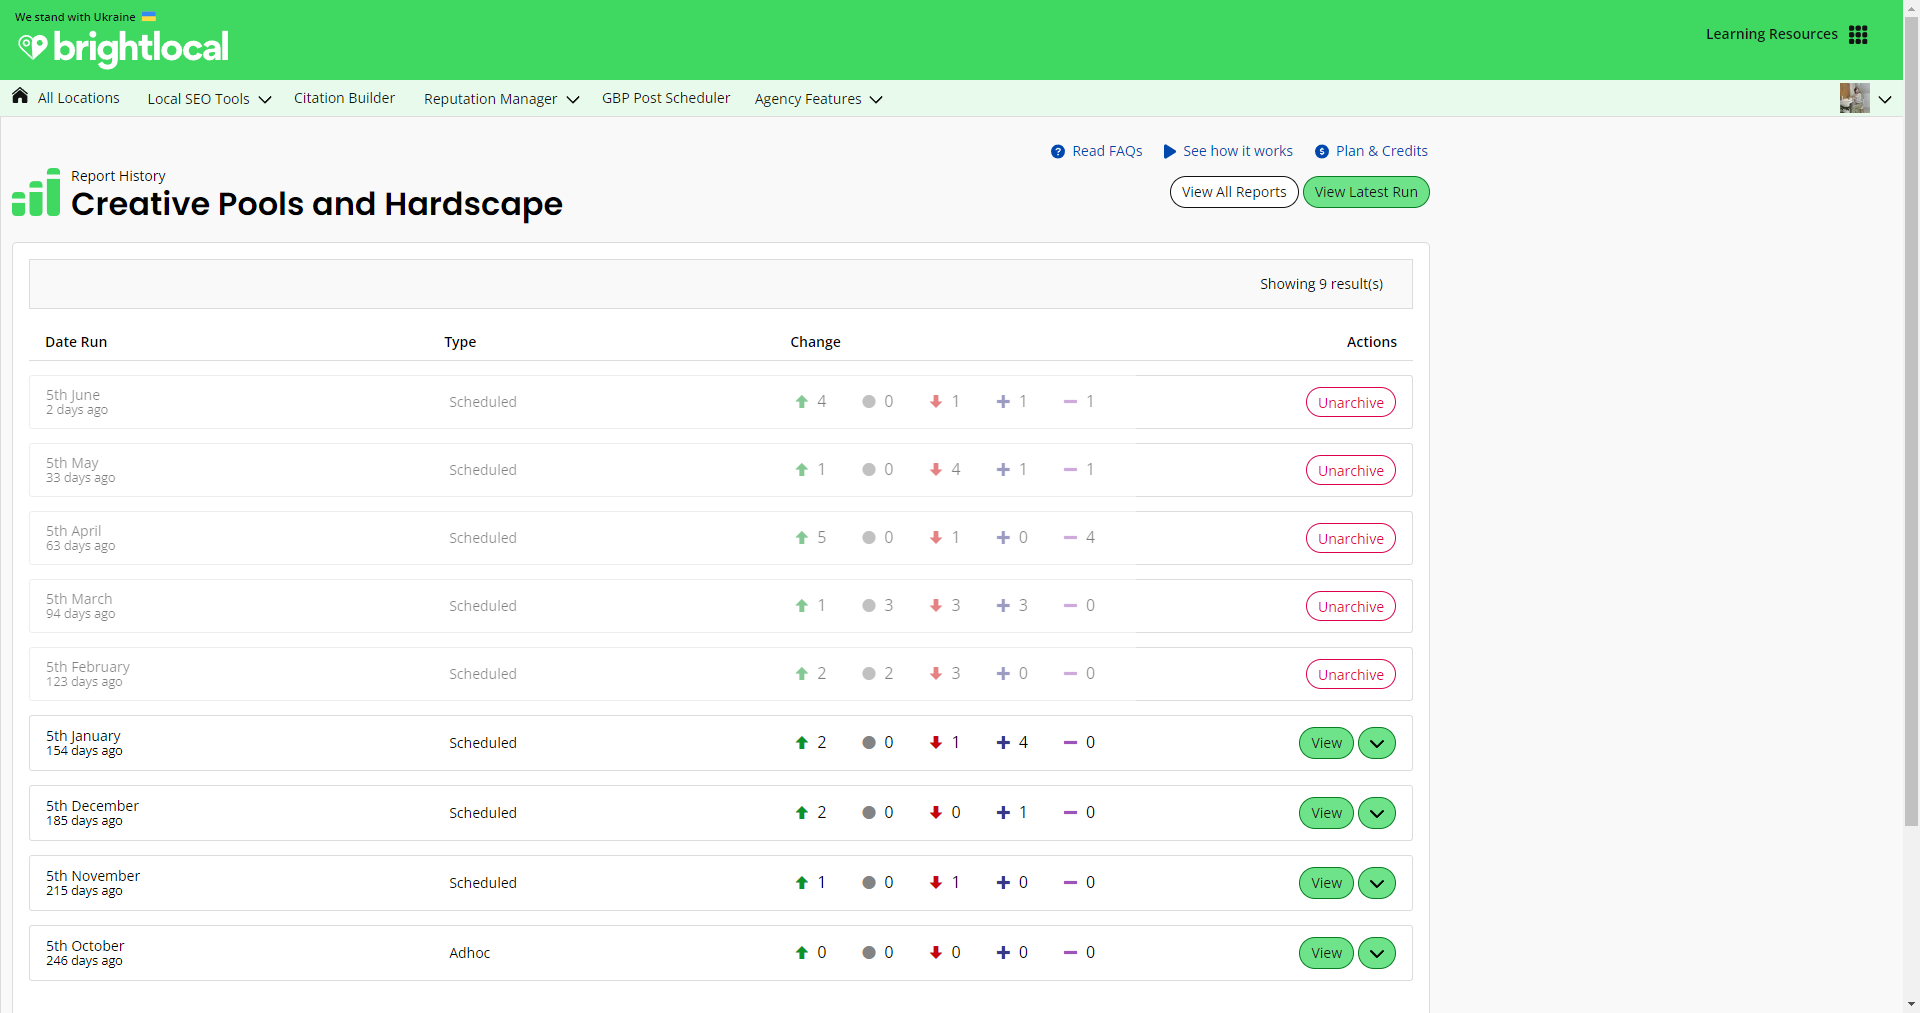 We stand with Ukraine
brightlocal
Learning Resources
All Locations Local SEO Tools Citation Builder Reputation Manager GBP Post Scheduler Agency Features
Read FAQs See how it works Plan & Credits
Report History
Creative Pools and Hardscape
View All Reports View Latest Run
Showing 9 result(s)
Date Run Type Change Actions
5th June
2 days ago
Scheduled 4 0 1 1 1 Unarchive
5th May
33 days ago
Scheduled 1 0 4 1 1 Unarchive
5th April
63 days ago
Scheduled 5 0 1 0 4 Unarchive
5th March
94 days ago
Scheduled 1 3 3 3 0 Unarchive
5th February
123 days ago
Scheduled 2 2 3 0 0 Unarchive
5th January
154 days ago
Scheduled 2 0 1 4 0 View
5th December
185 days ago
Scheduled 2 0 0 1 0 View
5th November
215 days ago
Scheduled 1 0 1 0 0 View
5th October
246 days ago
Adhoc 0 0 0 0 0 View